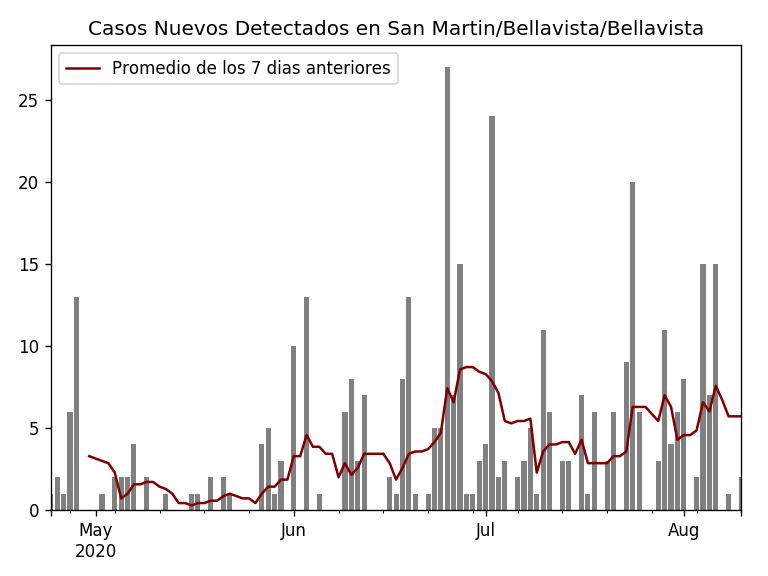 Casos Nuevos Detectados en San Martin/Bellavista/Bellavista
Promedio de los 7 dias anteriores
25
20
15
10
5
0
May Jun Jul Aug
2020